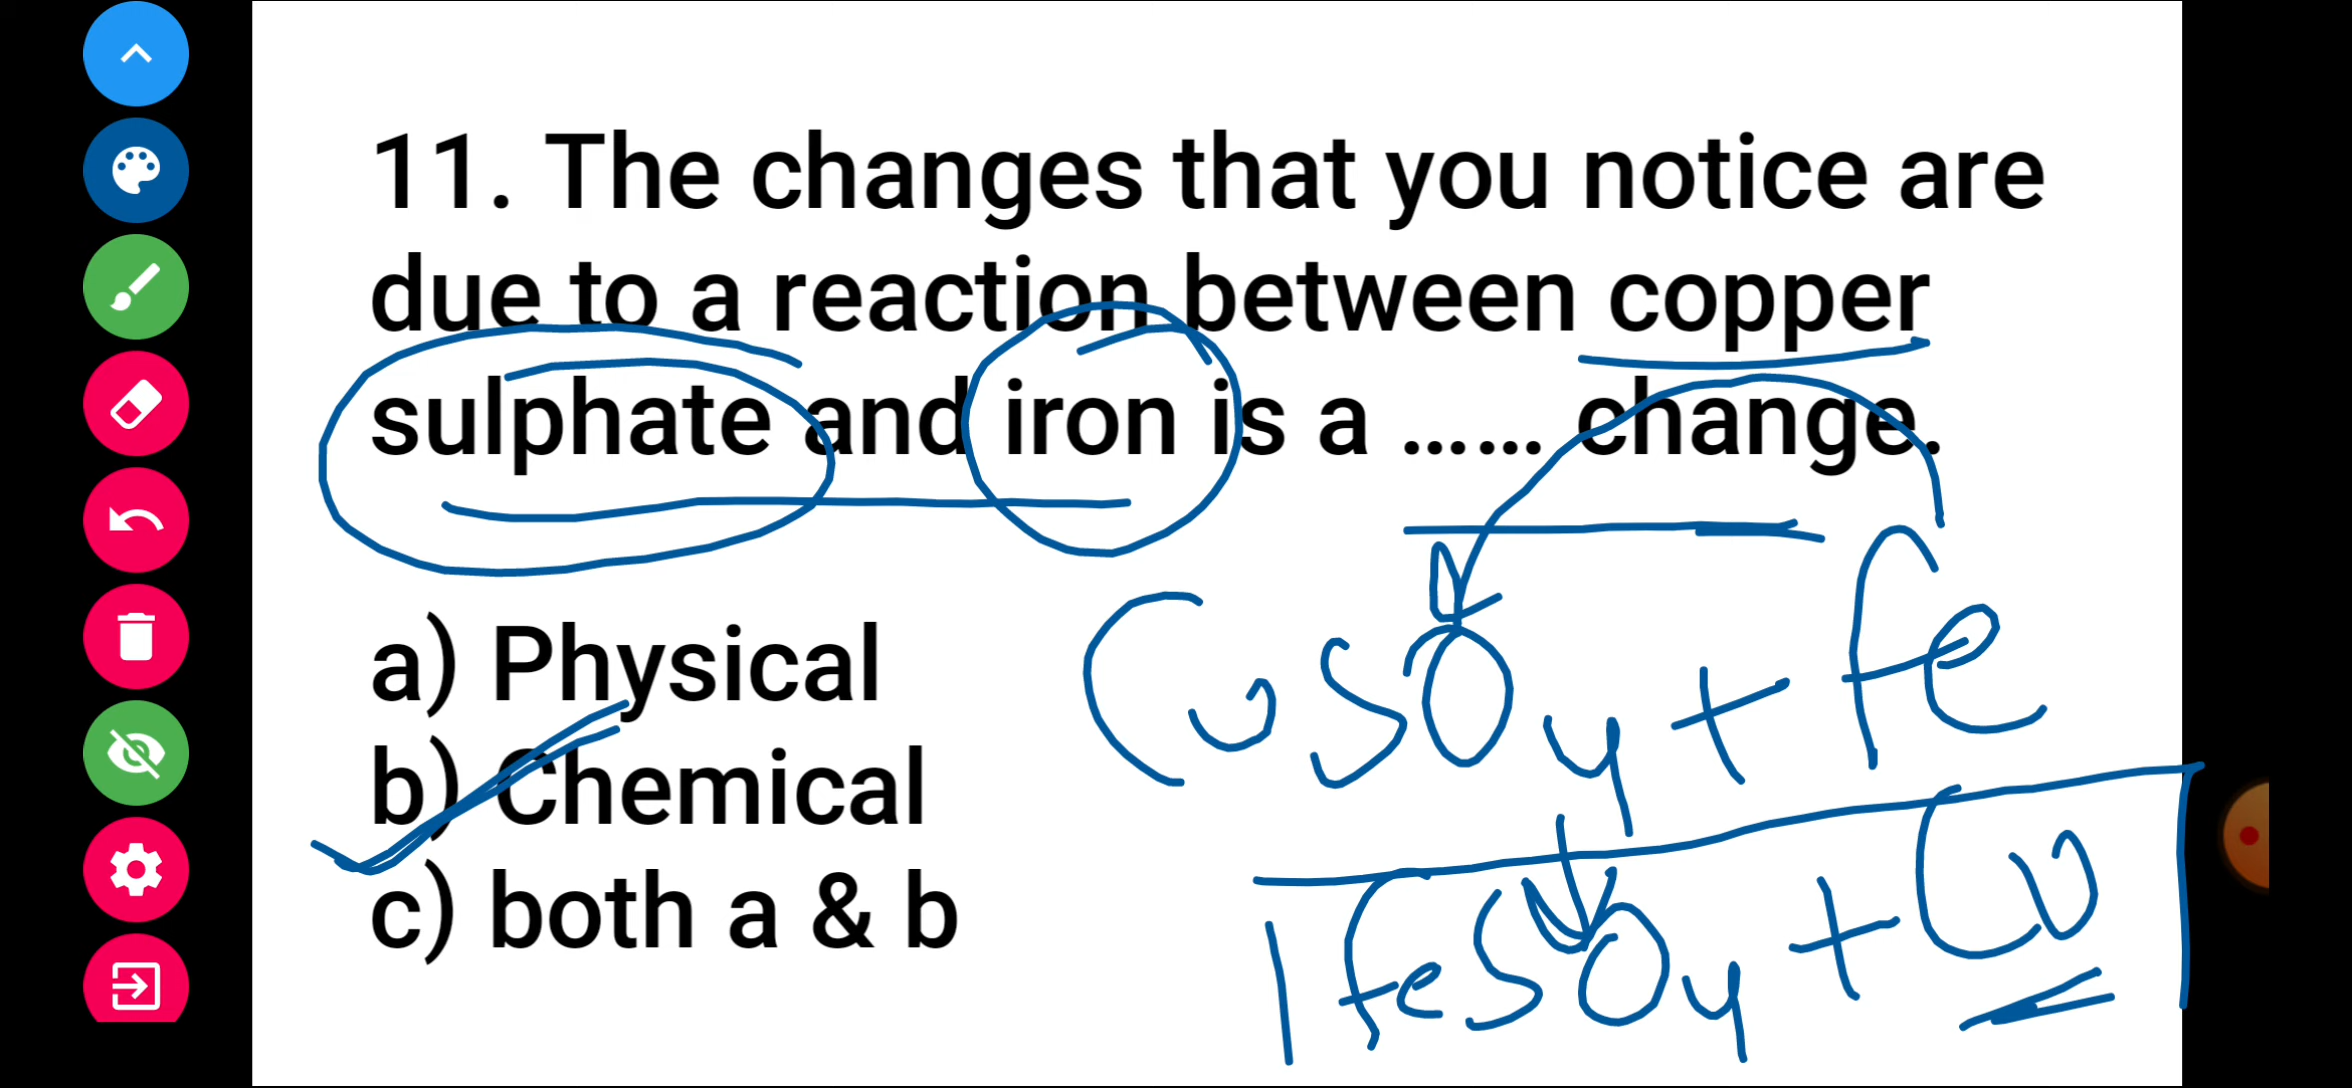 11. The changes that you notice are
due to a reaction between copper
sulphate and iron is a ...... change.
a) Physical
b) Chemical
c) both a & b
CuSO4 + Fe
FeSO4 + Cu